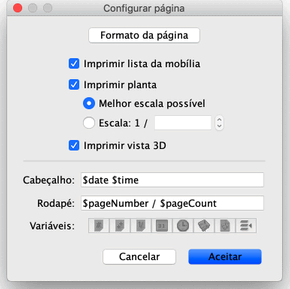 Configurar página
Formato da página
Imprimir lista da mobília
Imprimir planta
Melhor escala possível
Escala: 1 /
Imprimir vista 3D
Cabeçalho: $date $time
Rodapé: $pageNumber / $pageCount
Variáveis:
Cancelar Aceitar